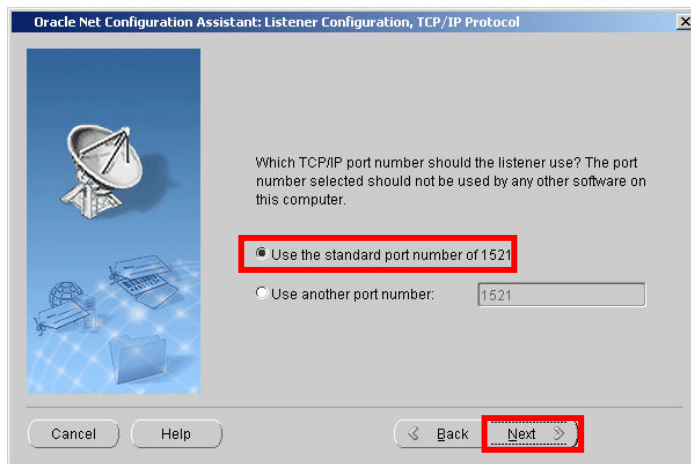 Oracle Net Configuration Assistant: Listener Configuration, TCP/IP Protocol
Which TCP/IP port number should the listener use? The port
number selected should not be used by any other software on
this computer.
Use the standard port number of 1521
Use another port number:
1521
Cancel
Help
Back
Next